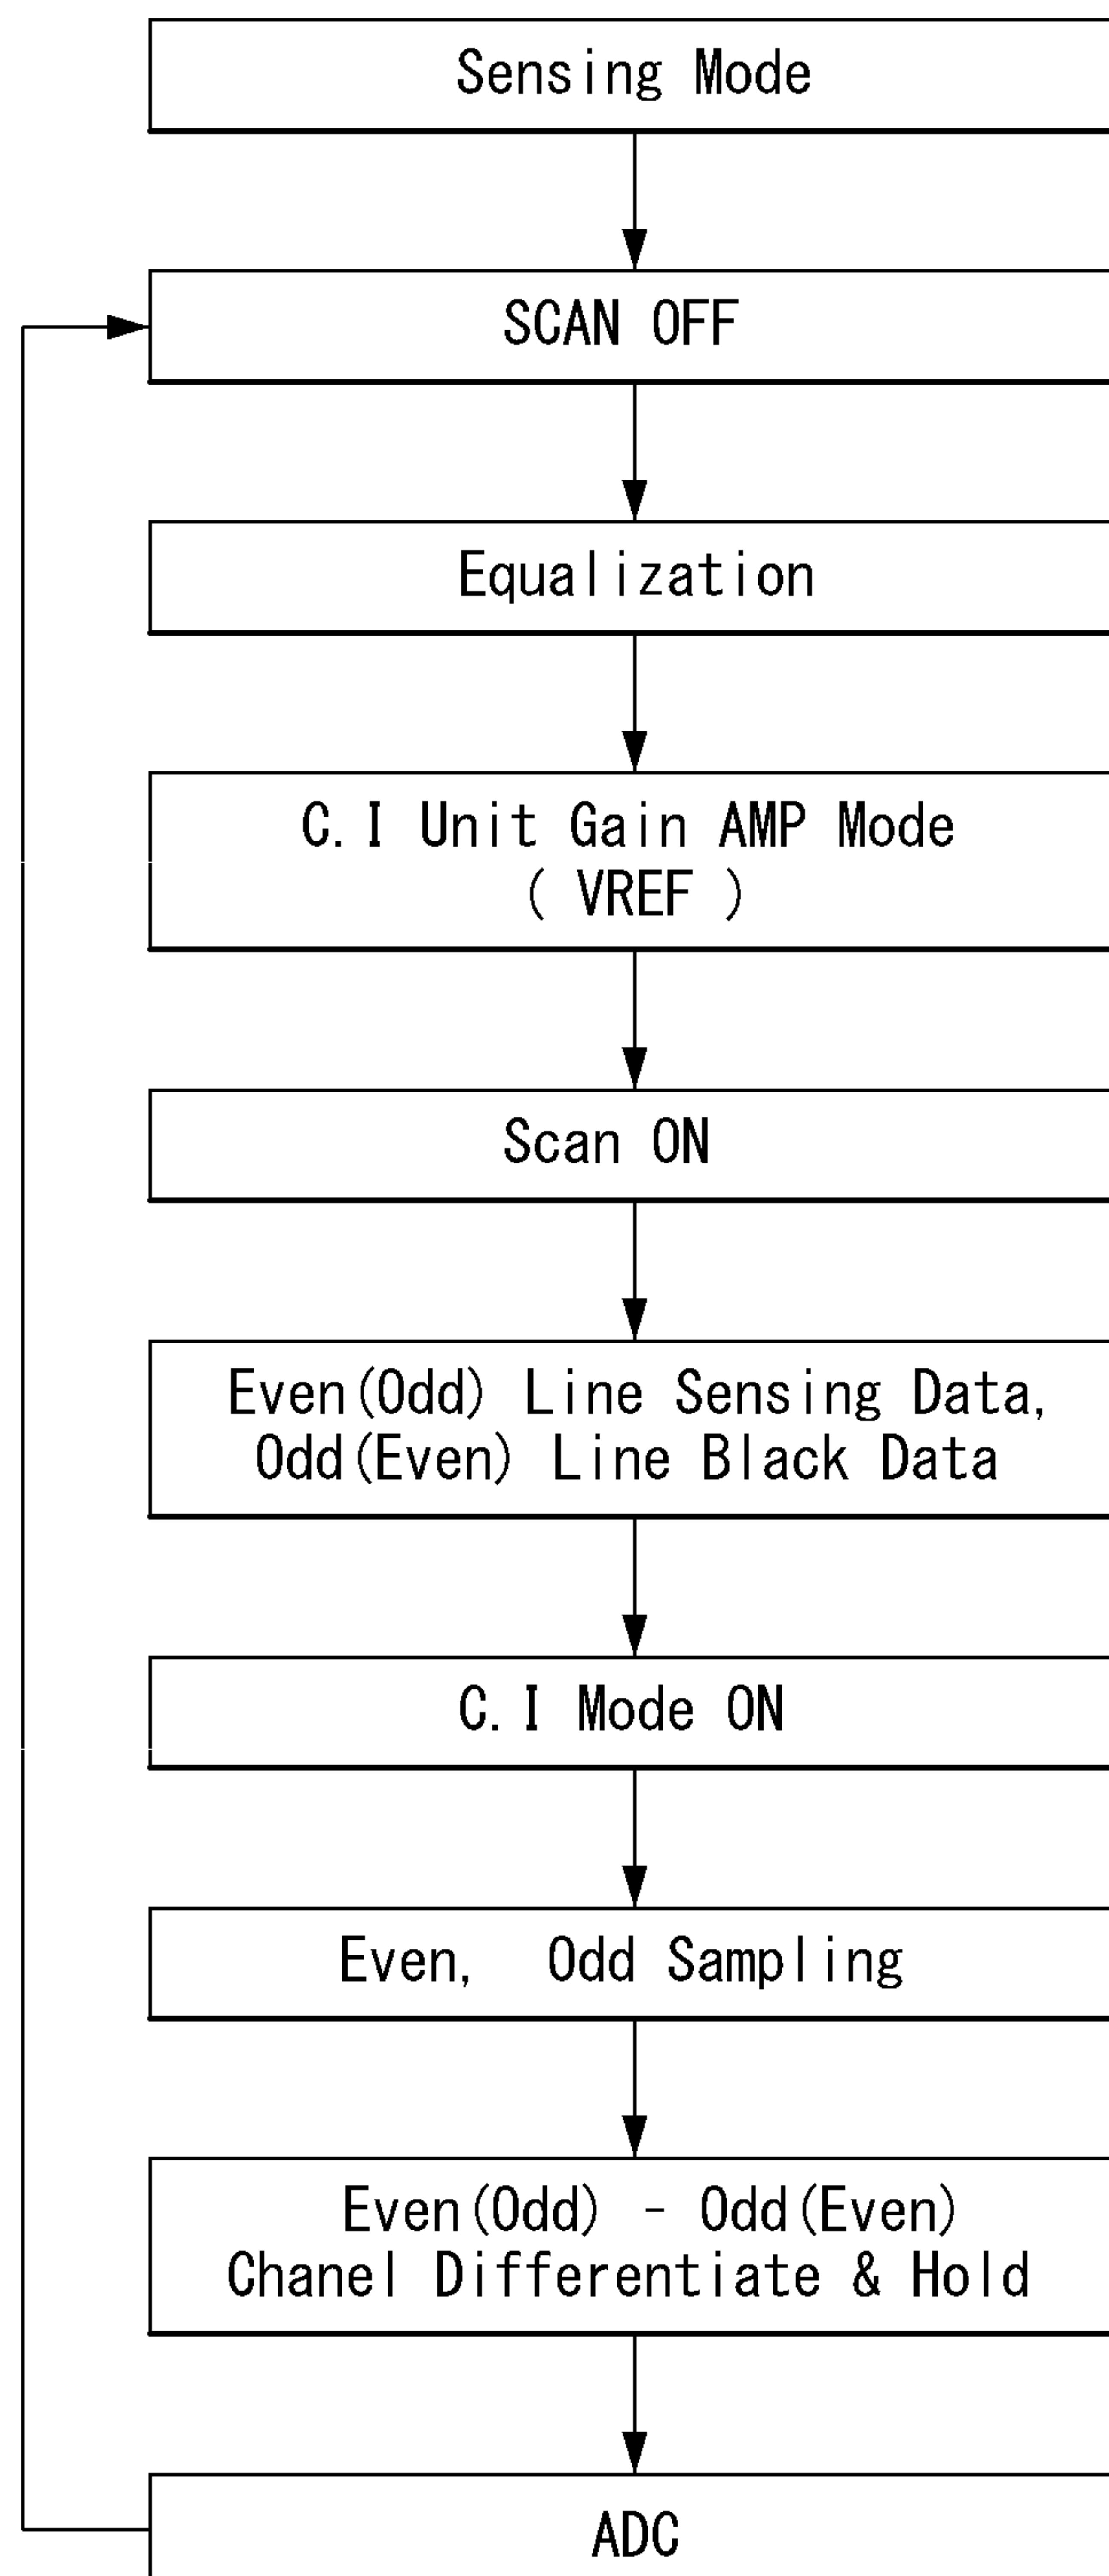 Sensing Mode
SCAN OFF
Equalization
C.I Unit Gain AMP Mode
( VREF )
Scan ON
Even(Odd) Line Sensing Data,
Odd(Even) Line Black Data
C.I Mode ON
Even, Odd Sampling
Even(Odd) - Odd(Even)
Chanel Differentiate & Hold
ADC